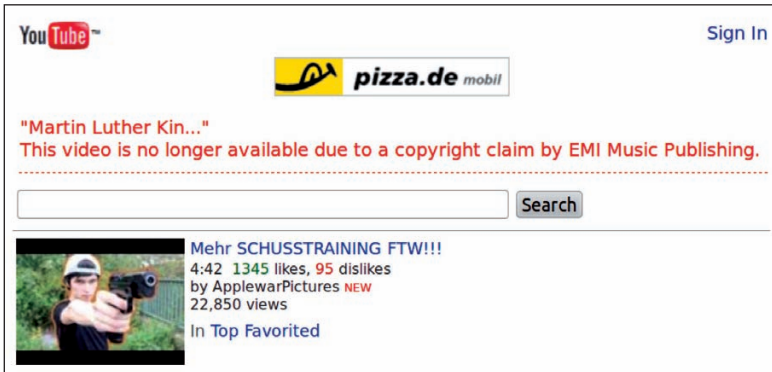 YouTube™
Sign In
pizza.de mobil
"Martin Luther Kin..."
This video is no longer available due to a copyright claim by EMI Music Publishing.
Search
Mehr SCHUSSTRAINING FTW!!!
4:42 1345 likes, 95 dislikes
by ApplewarPictures NEW
22,850 views
In Top Favorited